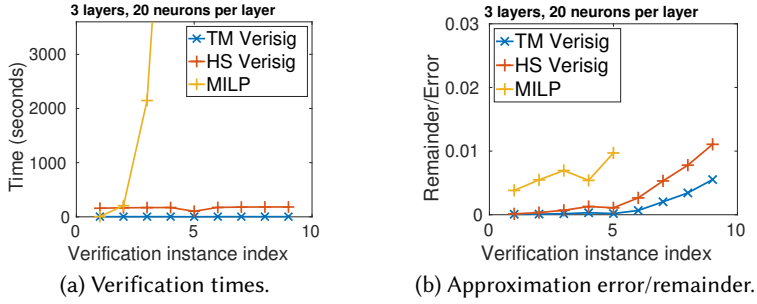 3 layers, 20 neurons per layer
TM Verisig
HS Verisig
MILP
Time (seconds)
3000
2000
1000
0
0
5
10
Verification instance index
(a) Verification times.
3 layers, 20 neurons per layer
TM Verisig
HS Verisig
MILP
Remainder/Error
0.03
0.02
0.01
0
0
5
10
Verification instance index
(b) Approximation error/remainder.